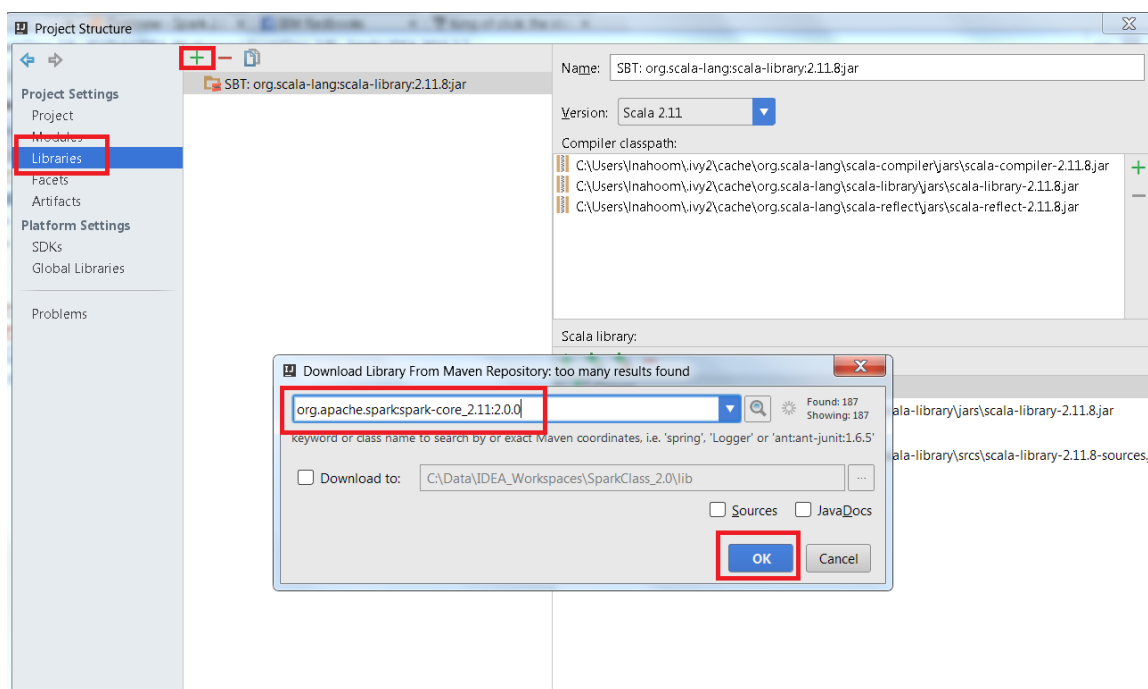 Project Structure
Project Settings
Project
Modules
Libraries
Facets
Artifacts
Platform Settings
SDKs
Global Libraries
Problems
SBT: org.scala-lang:scala-library:2.11.8:jar
Name: SBT: org.scala-lang:scala-library:2.11.8:jar
Version: Scala 2.11
Compiler classpath:
C:\Users\lnahoom\.ivy2\cache\org.scala-lang\scala-compiler\jars\scala-compiler-2.11.8.jar
C:\Users\lnahoom\.ivy2\cache\org.scala-lang\scala-library\jars\scala-library-2.11.8.jar
C:\Users\lnahoom\.ivy2\cache\org.scala-lang\scala-reflect\jars\scala-reflect-2.11.8.jar
Scala library:
ala-library\jars\scala-library-2.11.8.jar
ala-library\srcs\scala-library-2.11.8-sources.
Download Library From Maven Repository: too many results found
org.apache.spark:spark-core_2.11:2.0.0
Found: 187
Showing: 187
keyword or class name to search by or exact Maven coordinates, i.e. 'spring', 'Logger' or 'ant:ant-junit:1.6.5'
Download to: C:\Data\IDEA_Workspaces\SparkClass_2.0\lib ...
Sources JavaDocs
OK Cancel